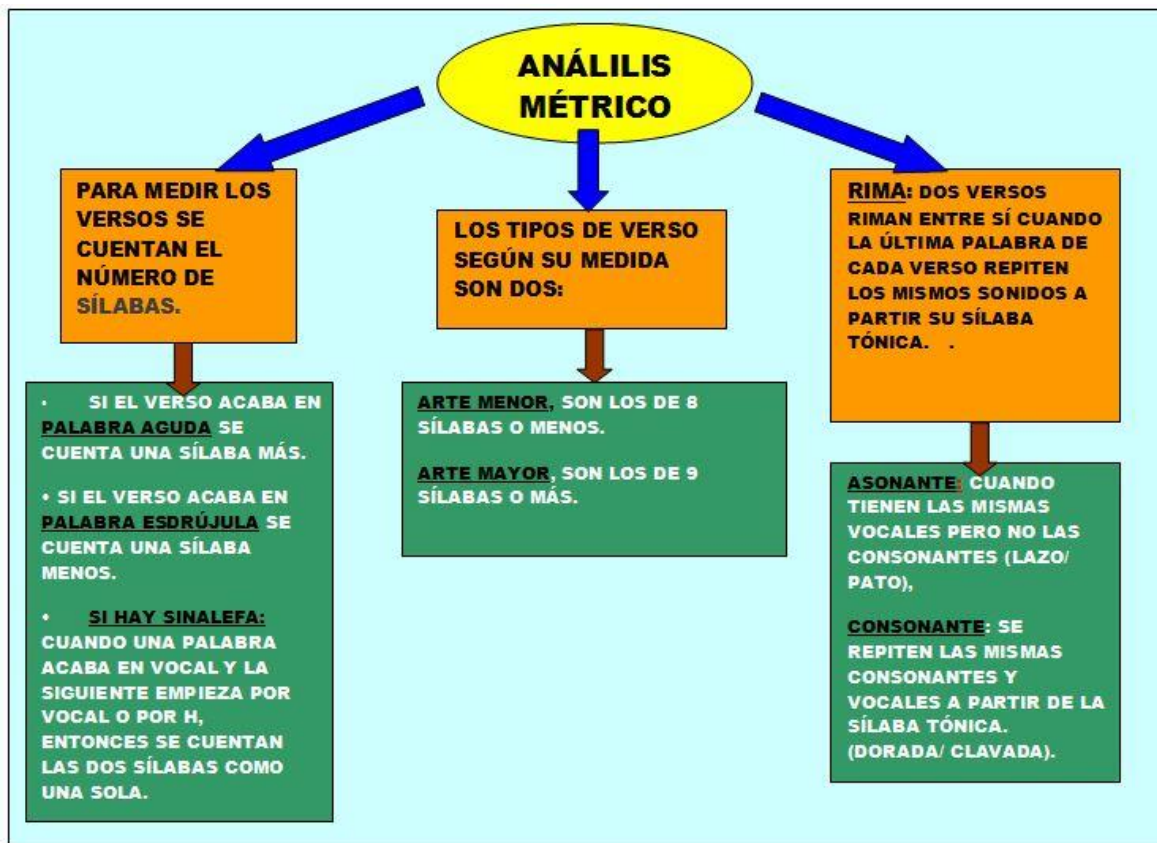 ANÁLILIS
MÉTRICO
PARA MEDIR LOS
VERSOS SE
CUENTAN EL
NÚMERO DE
SÍLABAS.
• SI EL VERSO ACABA EN
PALABRA AGUDA SE
CUENTA UNA SÍLABA MÁS.
• SI EL VERSO ACABA EN
PALABRA ESDRÚJULA SE
CUENTA UNA SÍLABA
MENOS.
• SI HAY SINALEFA:
CUANDO UNA PALABRA
ACABA EN VOCAL Y LA
SIGUIENTE EMPIEZA POR
VOCAL O POR H,
ENTONCES SE CUENTAN
LAS DOS SÍLABAS COMO
UNA SOLA.
LOS TIPOS DE VERSO
SEGÚN SU MEDIDA
SON DOS:
ARTE MENOR, SON LOS DE 8
SÍLABAS O MENOS.
ARTE MAYOR, SON LOS DE 9
SÍLABAS O MÁS.
RIMA: DOS VERSOS
RIMAN ENTRE SÍ CUANDO
LA ÚLTIMA PALABRA DE
CADA VERSO REPITEN
LOS MISMOS SONIDOS A
PARTIR SU SÍLABA
TÓNICA. .
ASONANTE: CUANDO
TIENEN LAS MISMAS
VOCALES PERO NO LAS
CONSONANTES (LAZO/
PATO),
CONSONANTE: SE
REPITEN LAS MISMAS
CONSONANTES Y
VOCALES A PARTIR DE LA
SÍLABA TÓNICA.
(DORADA/ CLAVADA).